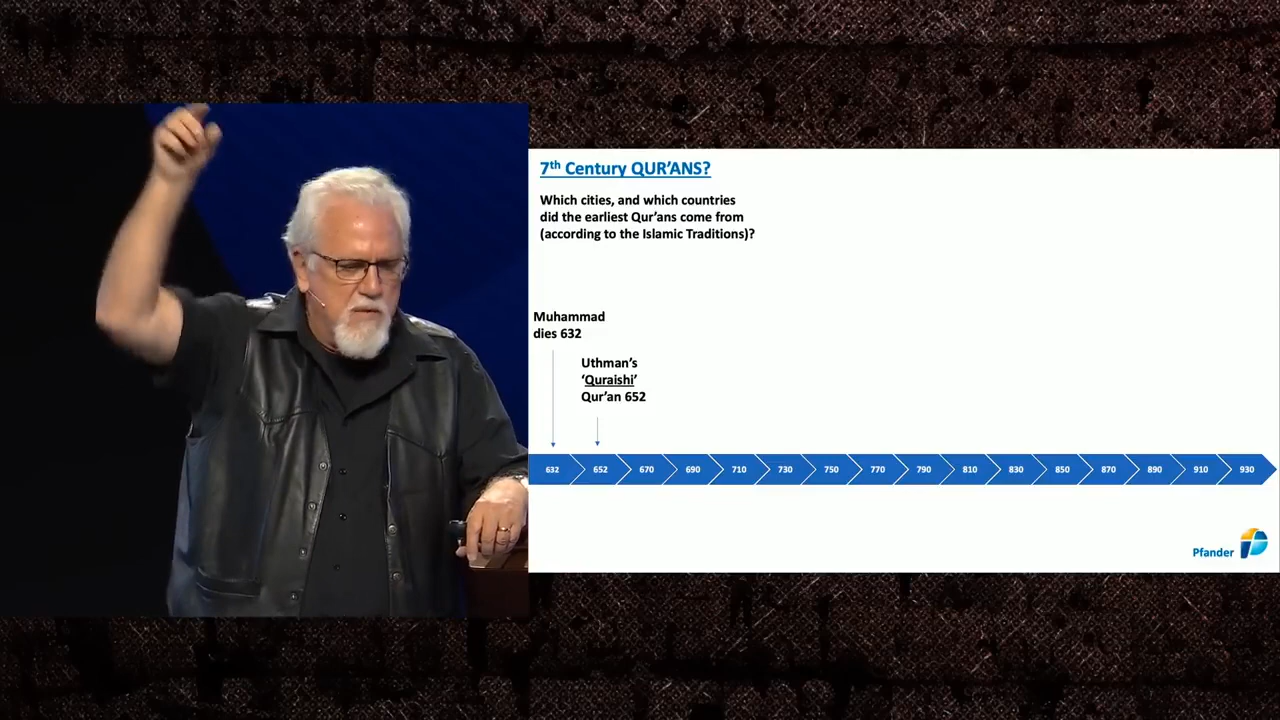 7th Century QUR'ANS?
Which cities, and which countries
did the earliest Qur'ans come from
(according to the Islamic Traditions)?
Muhammad
dies 632
Uthman's
‘Quraishi’
Qur'an 652
632 652 670 690 710 730 750 770 790 810 830 850 870 890 910 930
Pfander